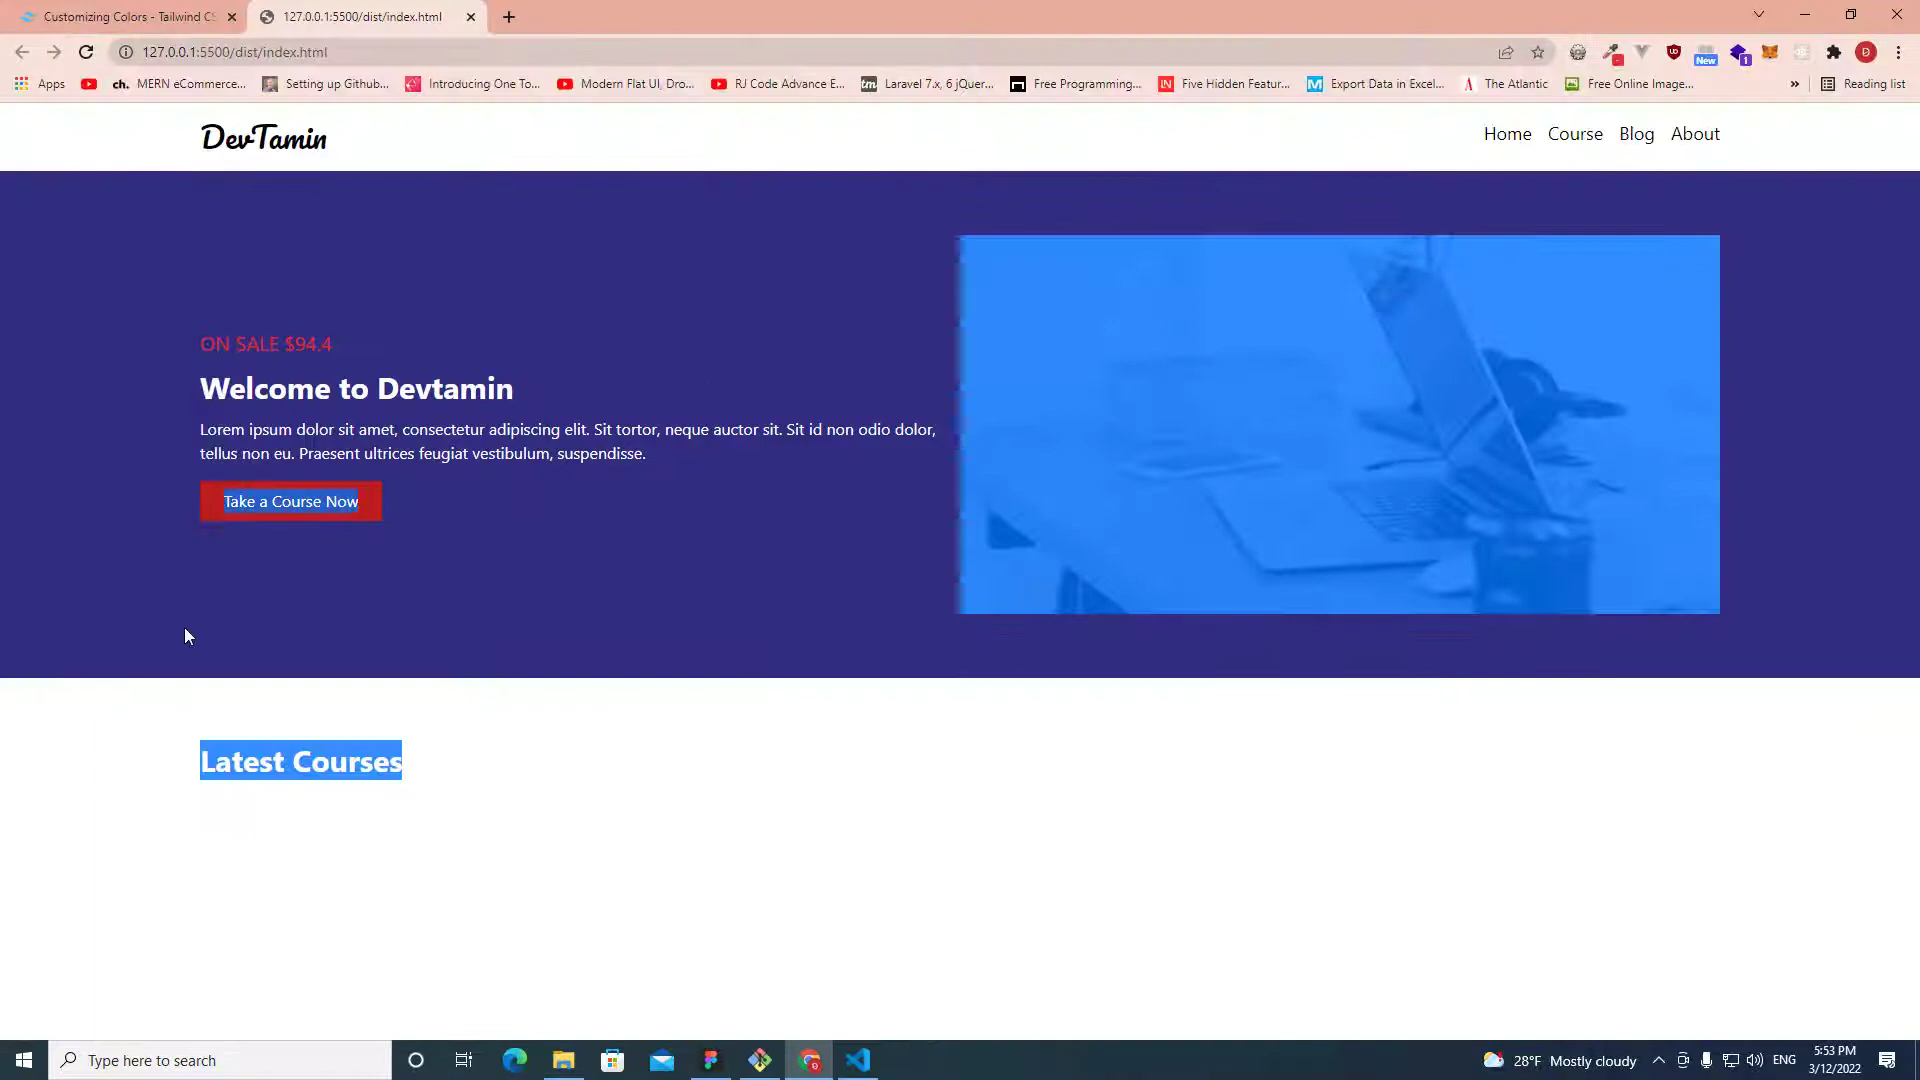 Customizing Colors - Tailwind CS
127.0.0.1:5500/dist/index.html
127.0.0.1:5500/dist/index.html
New
1
D
Apps
ch. MERN eCommerce...
Setting up Github...
Introducing One To...
Modern Flat UI, Dro...
RJ Code Advance E...
tm Laravel 7.x, 6 jQuer...
Free Programming...
LN Five Hidden Featur...
M Export Data in Excel...
A The Atlantic
Free Online Image...
»
Reading list
DevTamin
Home Course Blog About
ON SALE $94.4
Welcome to Devtamin
Lorem ipsum dolor sit amet, consectetur adipiscing elit. Sit tortor, neque auctor sit. Sit id non odio dolor,
tellus non eu. Praesent ultrices feugiat vestibulum, suspendisse.
Take a Course Now
Latest Courses
Type here to search
28°F Mostly cloudy
ENG
5:53 PM
3/12/2022